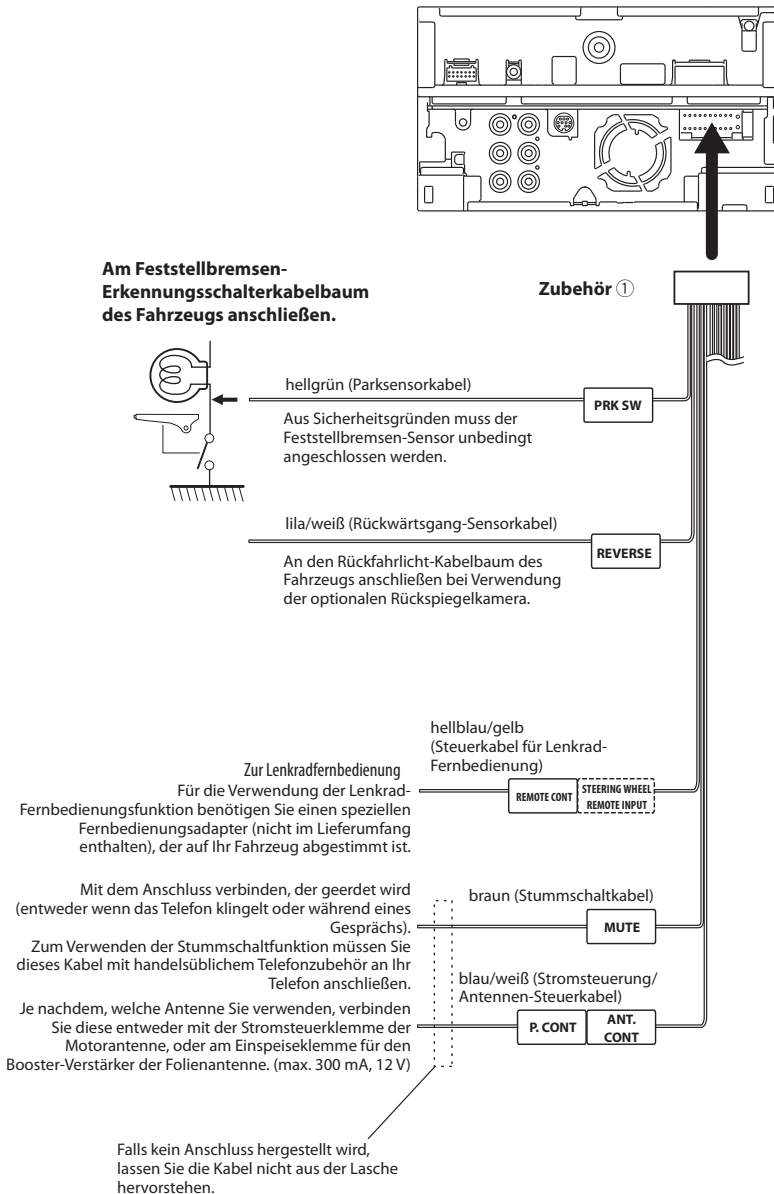 Am Feststellbremsen-
Erkennungsschalterkabelbaum
des Fahrzeugs anschließen.
Zubehör ①
hellgrün (Parksensorkabel)
PRK SW
Aus Sicherheitsgründen muss der
Feststellbremsen-Sensor unbedingt
angeschlossen werden.
lila/weiß (Rückwärtsgang-Sensorkabel)
REVERSE
An den Rückfahrlicht-Kabelbaum des
Fahrzeugs anschließen bei Verwendung
der optionalen Rückspiegelkamera.
hellblau/gelb
(Steuerkabel für Lenkrad-
Fernbedienung)
REMOTE CONT
STEERING WHEEL
REMOTE INPUT
Zur Lenkradfernbedienung
Für die Verwendung der Lenkrad-
Fernbedienungsfunktion benötigen Sie einen speziellen
Fernbedienungsadapter (nicht im Lieferumfang
enthalten), der auf Ihr Fahrzeug abgestimmt ist.
Mit dem Anschluss verbinden, der geerdet wird
(entweder wenn das Telefon klingelt oder während eines
Gesprächs).
Zum Verwenden der Stummschaltfunktion müssen Sie
dieses Kabel mit handelsüblichem Telefonzubehör an Ihr
Telefon anschließen.
braun (Stummschaltkabel)
MUTE
blau/weiß (Stromsteuerung/
Antennen-Steuerkabel)
P. CONT
ANT.
CONT
Je nachdem, welche Antenne Sie verwenden, verbinden
Sie diese entweder mit der Stromsteuerklemme der
Motorantenne, oder am Einspeiseklemme für den
Booster-Verstärker der Folienantenne. (max. 300 mA, 12 V)
Falls kein Anschluss hergestellt wird,
lassen Sie die Kabel nicht aus der Lasche
hervorstehen.